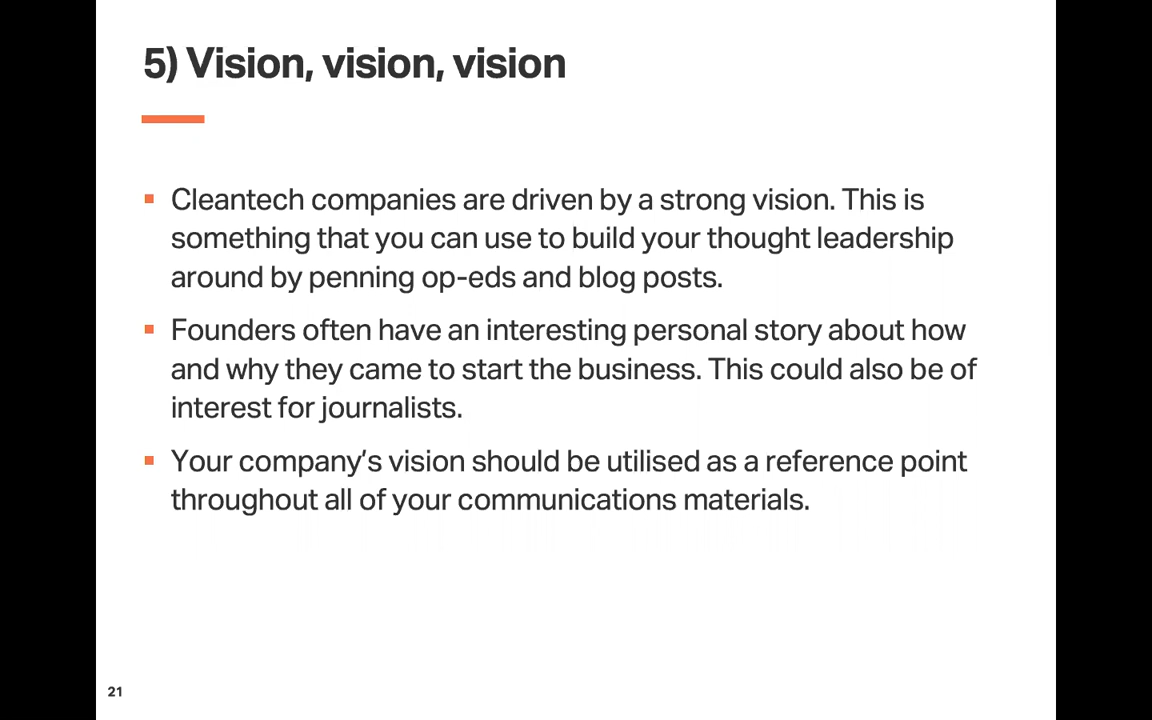 5) Vision, vision, vision
Cleantech companies are driven by a strong vision. This is
something that you can use to build your thought leadership
around by penning op-eds and blog posts.
Founders often have an interesting personal story about how
and why they came to start the business. This could also be of
interest for journalists.
Your company’s vision should be utilised as a reference point
throughout all of your communications materials.
21